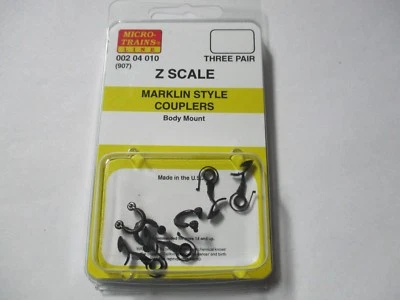 MICRO-
TRAINS®
LINE
002 04 010
(907)
THREE PAIR
Z SCALE
MARKLIN STYLE
COUPLERS
Body Mount
Made in the U.S.